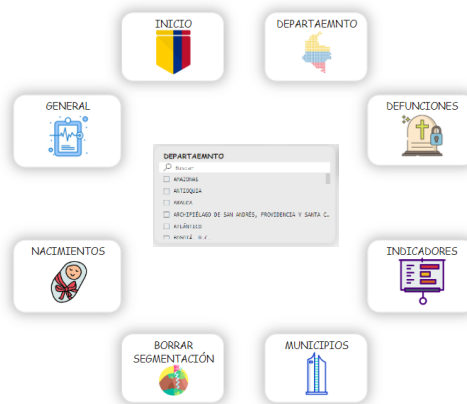 INICIO
DEPARTAEMNTO
GENERAL
DEFUNCIONES
DEPARTAEMNTO
Buscar
AMAZONAS
ANTIOQUIA
ARAUCA
ARCHIPIÉLAGO DE SAN ANDRÉS, PROVIDENCIA Y SANTA C…
ATLÁNTICO
BOGOTÁ, D.C.
NACIMIENTOS
INDICADORES
BORRAR
SEGMENTACIÓN
MUNICIPIOS